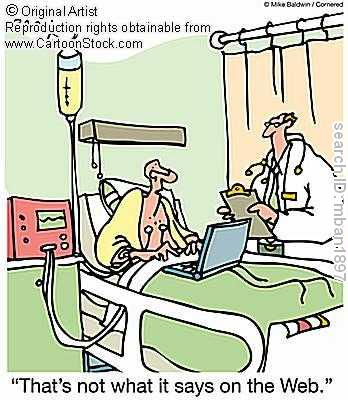 © Mike Baldwin / Cornered
© Original Artist
Reproduction rights obtainable from
www.CartoonStock.com
search ID: mban1897
"That's not what it says on the Web."